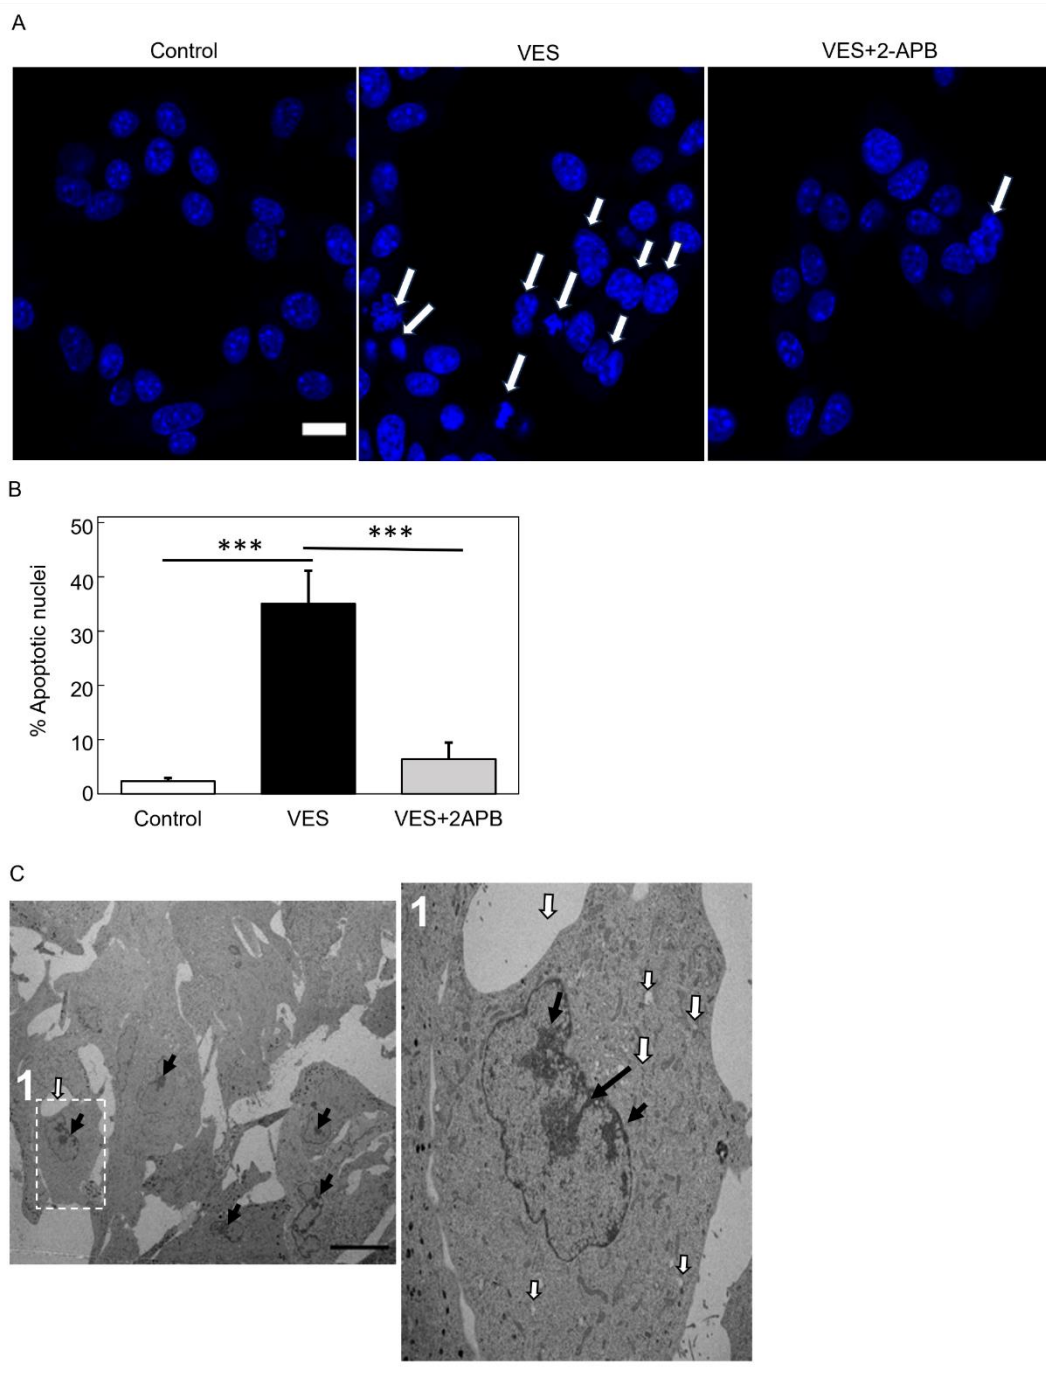 A
Control
VES
VES+2-APB
B
50
40
30
20
10
0
% Apoptotic nuclei
***
***
Control
VES
VES+2APB
C
1
1